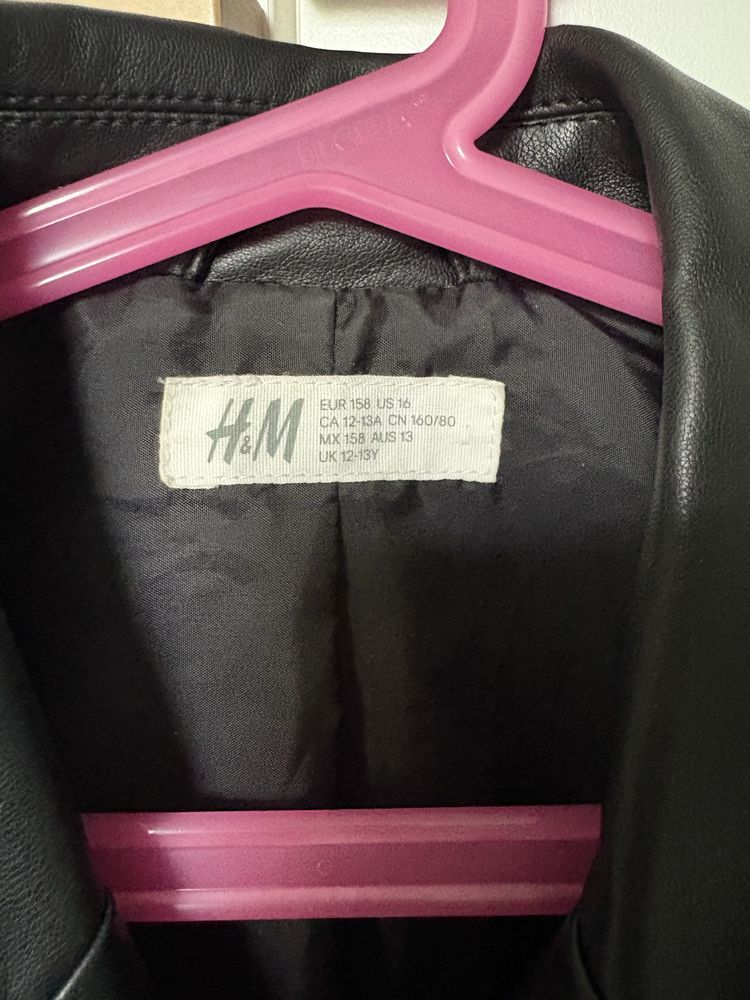 H&M
EUR 158 US 16
CA 12-13A CN 160/80
MX 158 AUS 13
UK 12-13Y